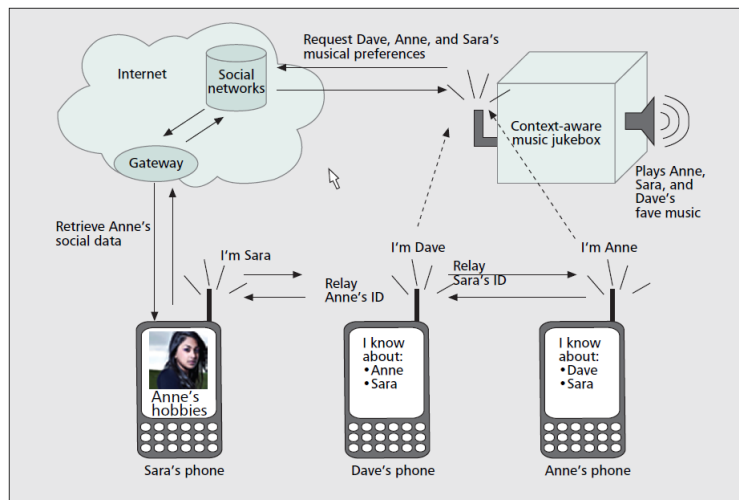 Request Dave, Anne, and Sara's
musical preferences
Internet
Social
networks
Gateway
Context-aware
music jukebox
Plays Anne,
Sara, and
Dave's
fave music
Retrieve Anne's
social data
I'm Sara
I'm Dave
I'm Anne
Relay
Anne's ID
Relay
Sara's ID
Anne's
hobbies
I know
about:
•Anne
•Sara
I know
about:
•Dave
•Sara
Sara's phone
Dave's phone
Anne's phone